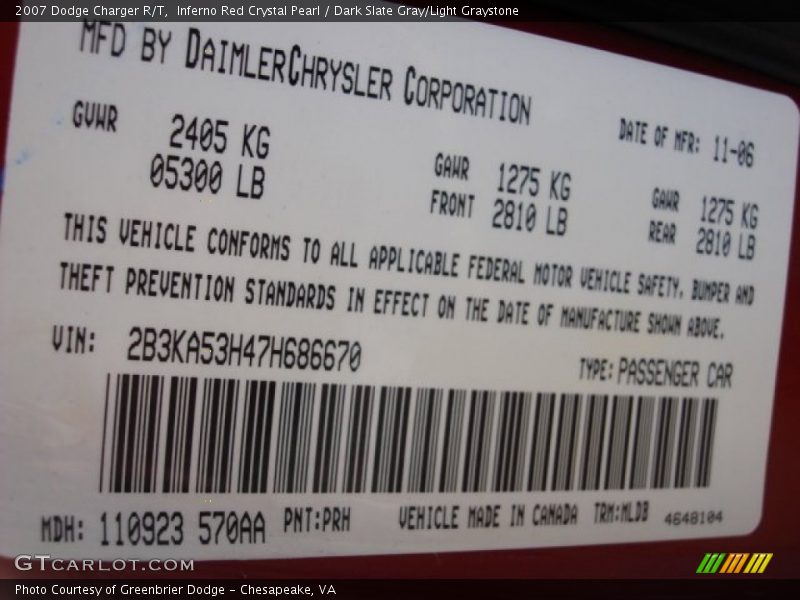 2007 Dodge Charger R/T,  Inferno Red Crystal Pearl / Dark Slate Gray/Light Graystone
MFD BY DAIMLERCHRYSLER CORPORATION
DATE OF MFR: 11-06
GVWR 2405 KG
05300 LB
GAWR 1275 KG
FRONT 2810 LB
GAWR 1275 KG
REAR 2810 LB
THIS VEHICLE CONFORMS TO ALL APPLICABLE FEDERAL MOTOR VEHICLE SAFETY, BUMPER AND
THEFT PREVENTION STANDARDS IN EFFECT ON THE DATE OF MANUFACTURE SHOWN ABOVE.
VIN: 2B3KA53H47H686670
TYPE: PASSENGER CAR
MDH: 110923 570AA PNT:PRH VEHICLE MADE IN CANADA TRM:MLDB 4648104
GTCARLOT.COM
Photo Courtesy of Greenbrier Dodge - Chesapeake, VA